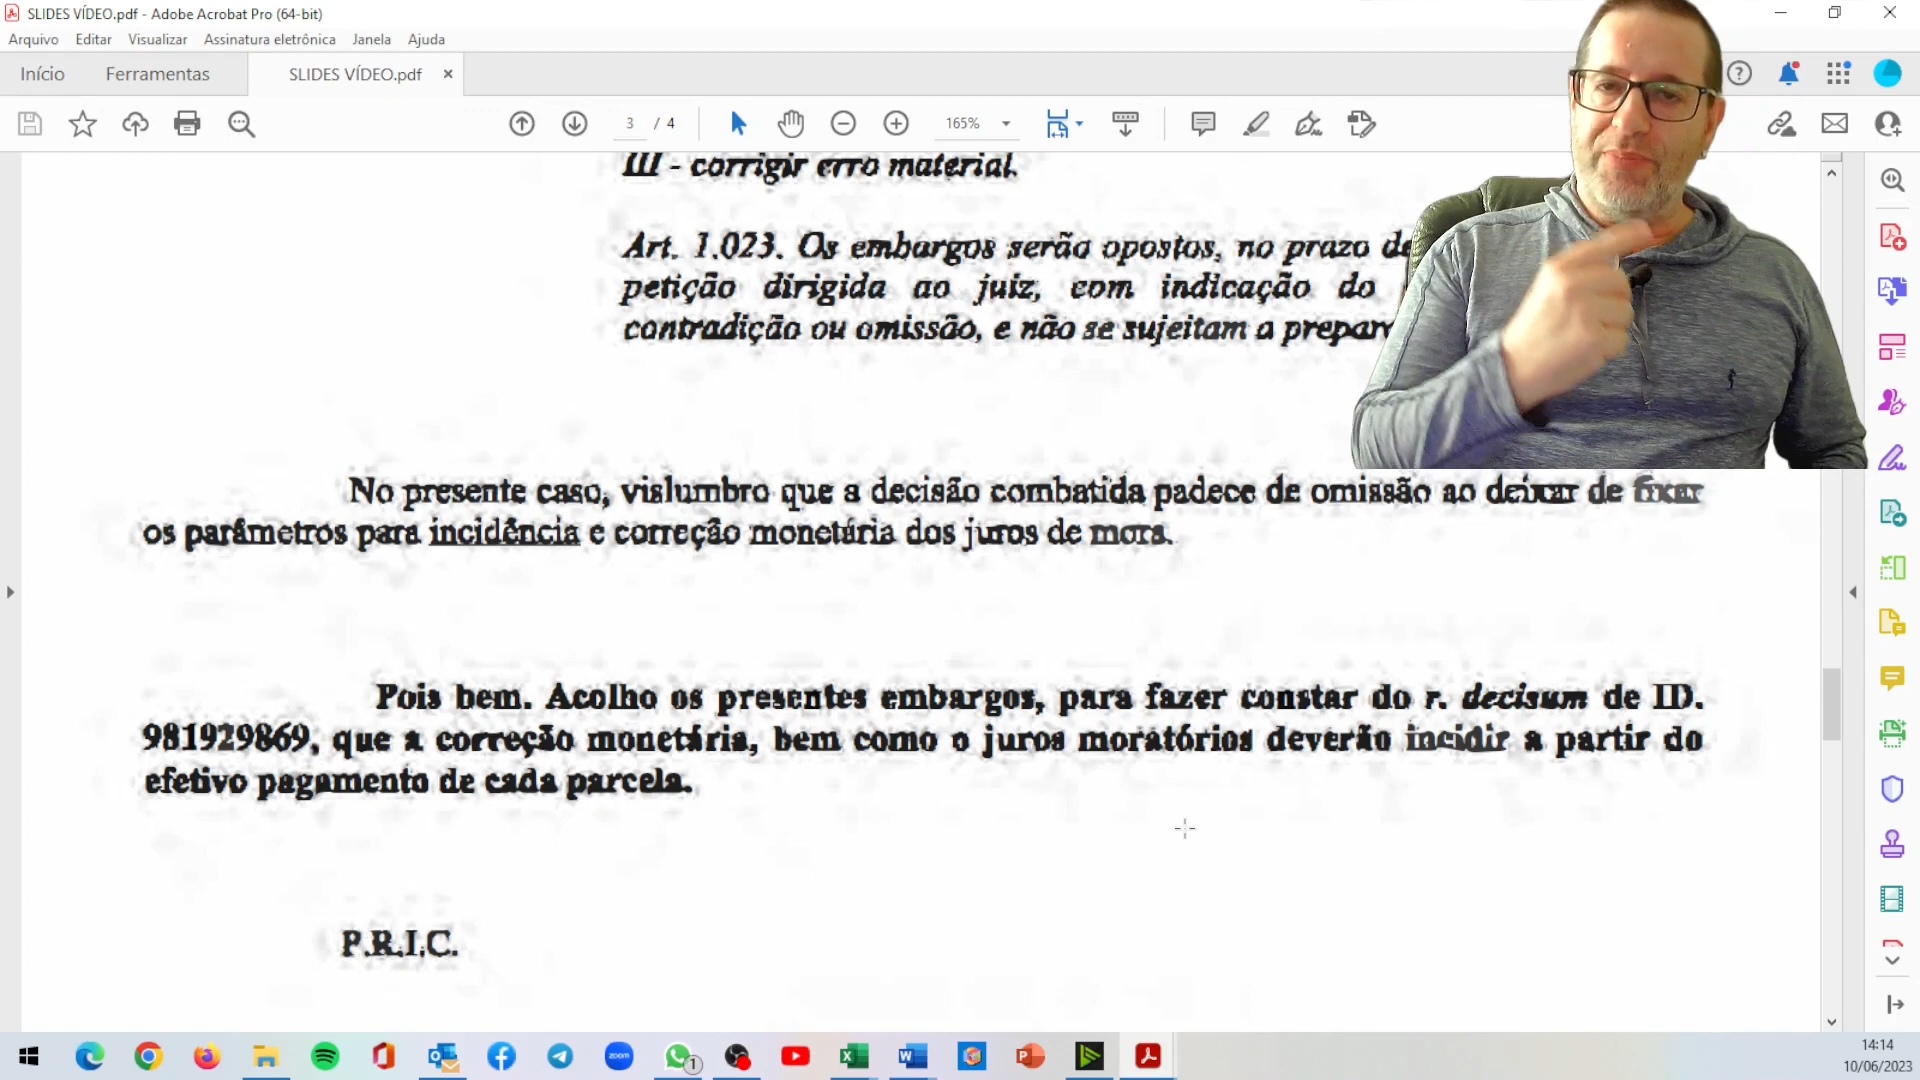 SLIDES VÍDEO.pdf - Adobe Acrobat Pro (64-bit)
Arquivo Editar Visualizar Assinatura eletrônica Janela Ajuda
Início Ferramentas SLIDES VÍDEO.pdf ×
3 / 4 165%
III - corrigir erro material.
Art. 1.023. Os embargos serão opostos, no prazo de
petição dirigida ao juiz, com indicação do
contradição ou omissão, e não se sujeitam a
No presente caso, vislumbro que a decisão combatida padece de omissão ao deixar de fixar
os parâmetros para incidência e correção monetária dos juros de mora.
Pois bem. Acolho os presentes embargos, para fazer constar do r. decisum de ID.
981929869, que a correção monetária, bem como o juros moratórios deverão incidir a partir do
efetivo pagamento de cada parcela.
P.R.I.C.
zoom
1
14:14
10/06/2023